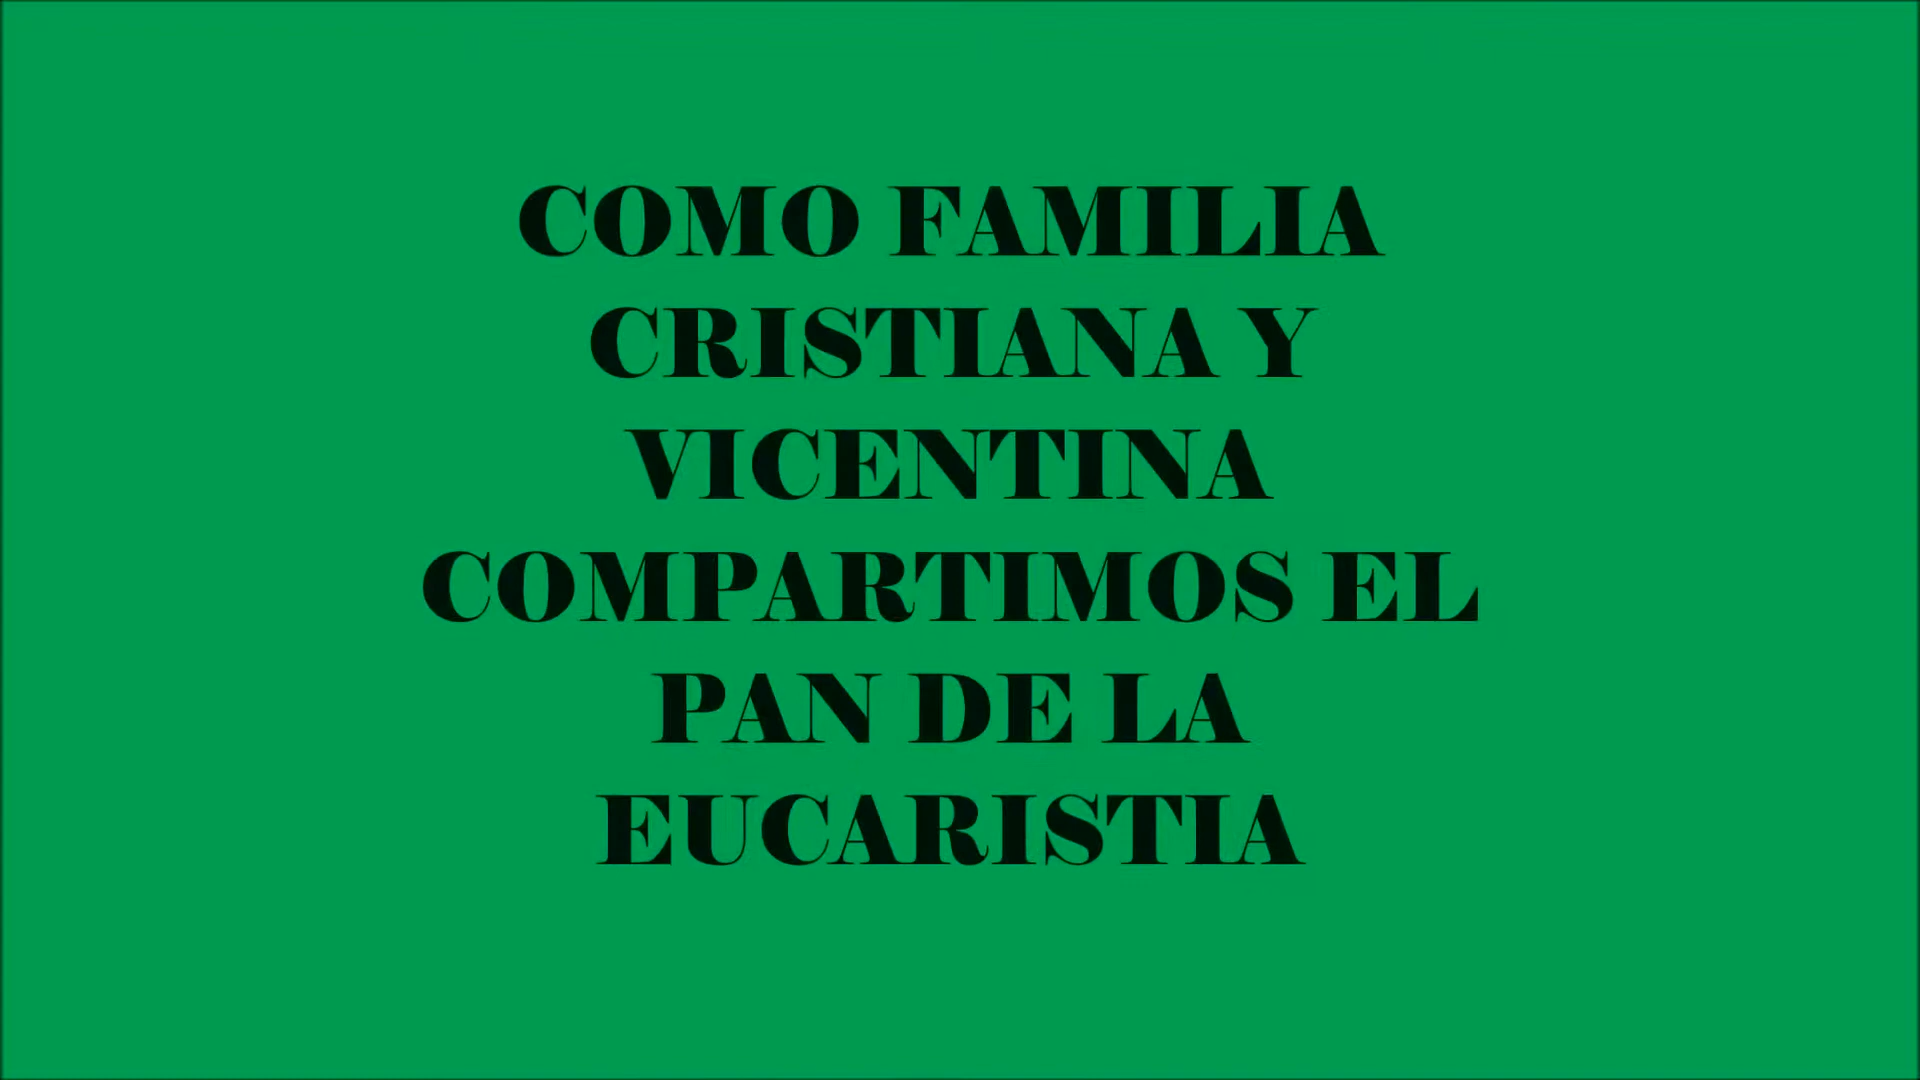 COMO FAMILIA
CRISTIANA Y
VICENTINA
COMPARTIMOS EL
PAN DE LA
EUCARISTIA